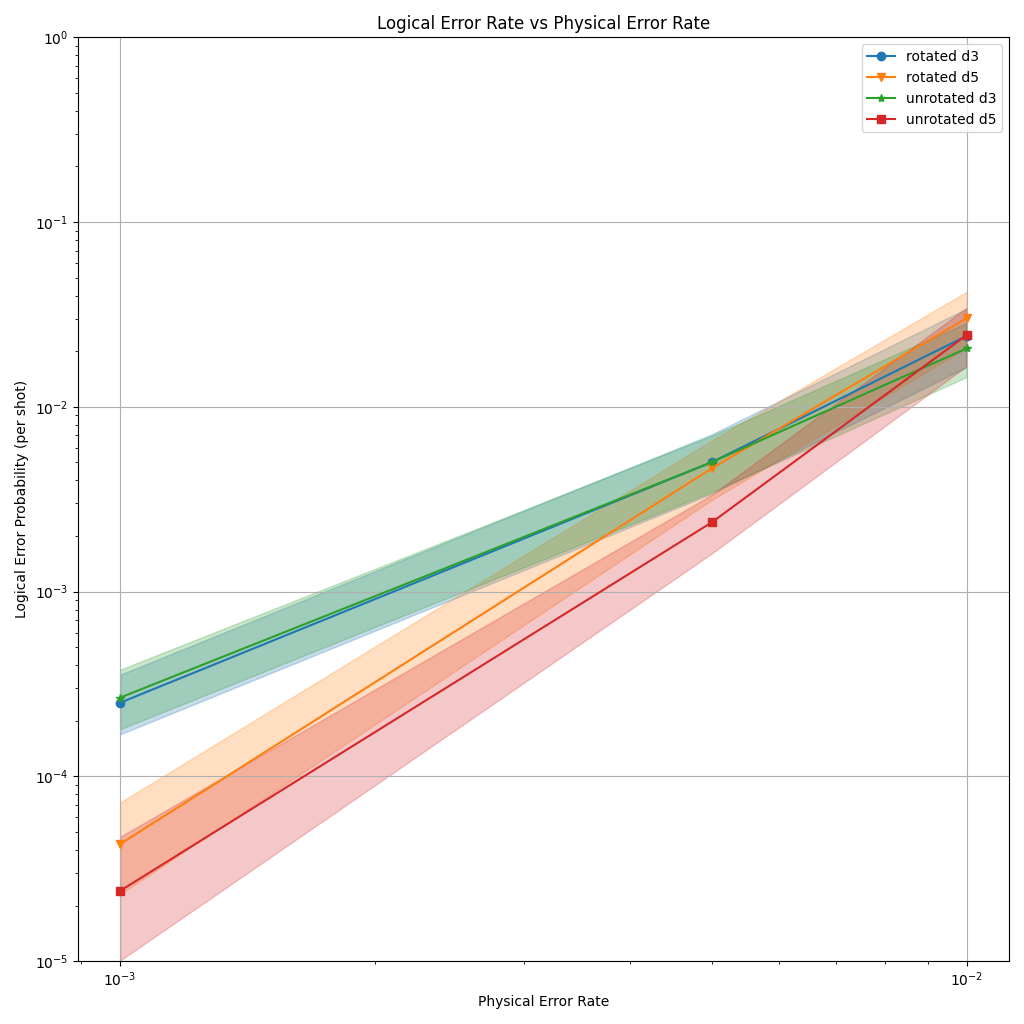 Logical Error Rate vs Physical Error Rate
10⁰
10⁻¹
10⁻²
10⁻³
10⁻⁴
10⁻⁵
Logical Error Probability (per shot)
rotated d3
rotated d5
unrotated d3
unrotated d5
10⁻³
10⁻²
Physical Error Rate